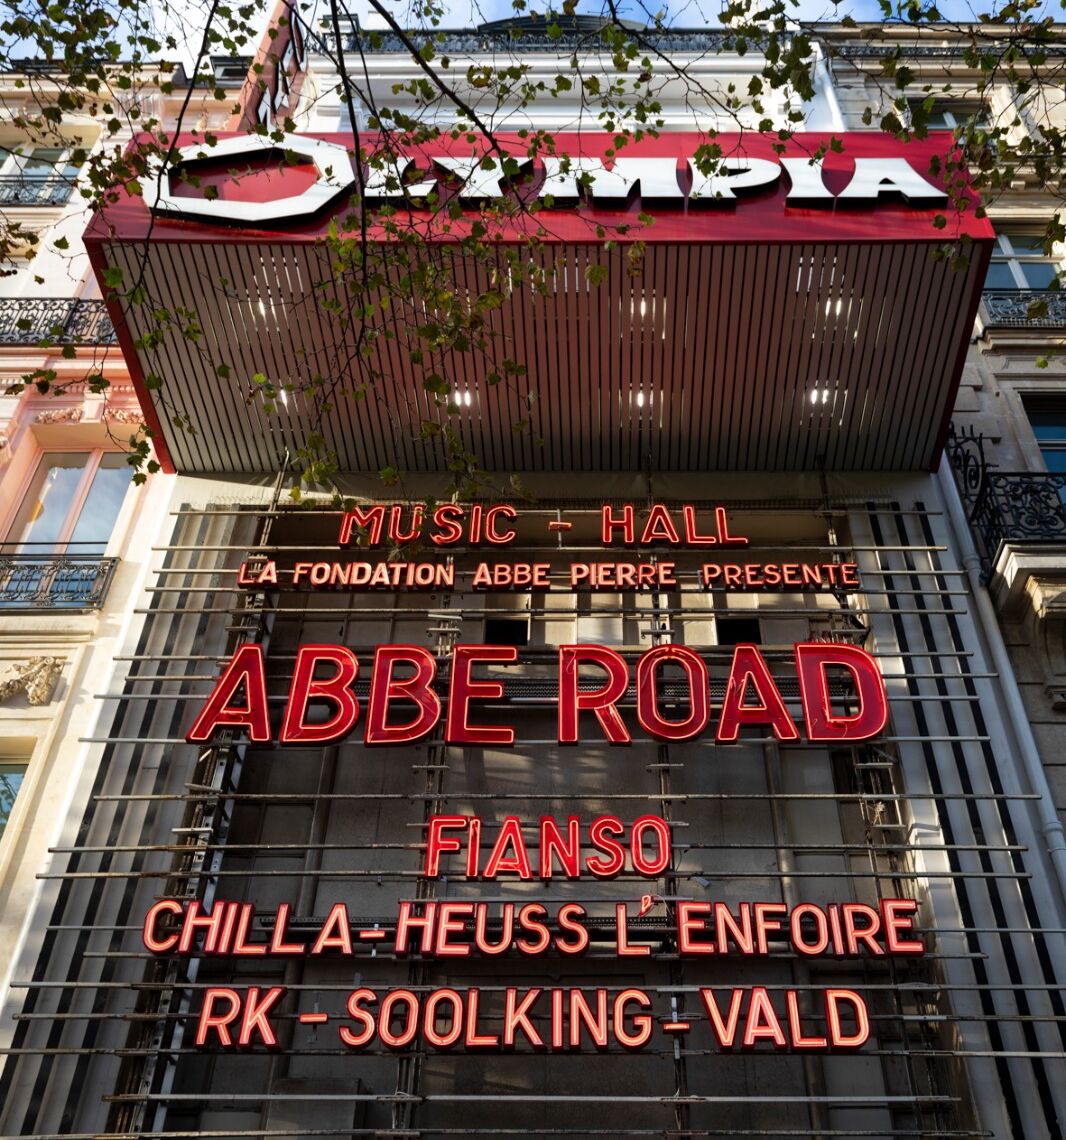 OLYMPIA
MUSIC - HALL
LA FONDATION ABBE PIERRE PRESENTE
ABBE ROAD
FIANSO
CHILLA-HEUSS L'ENFOIRE
RK-SOOLKING-VALD